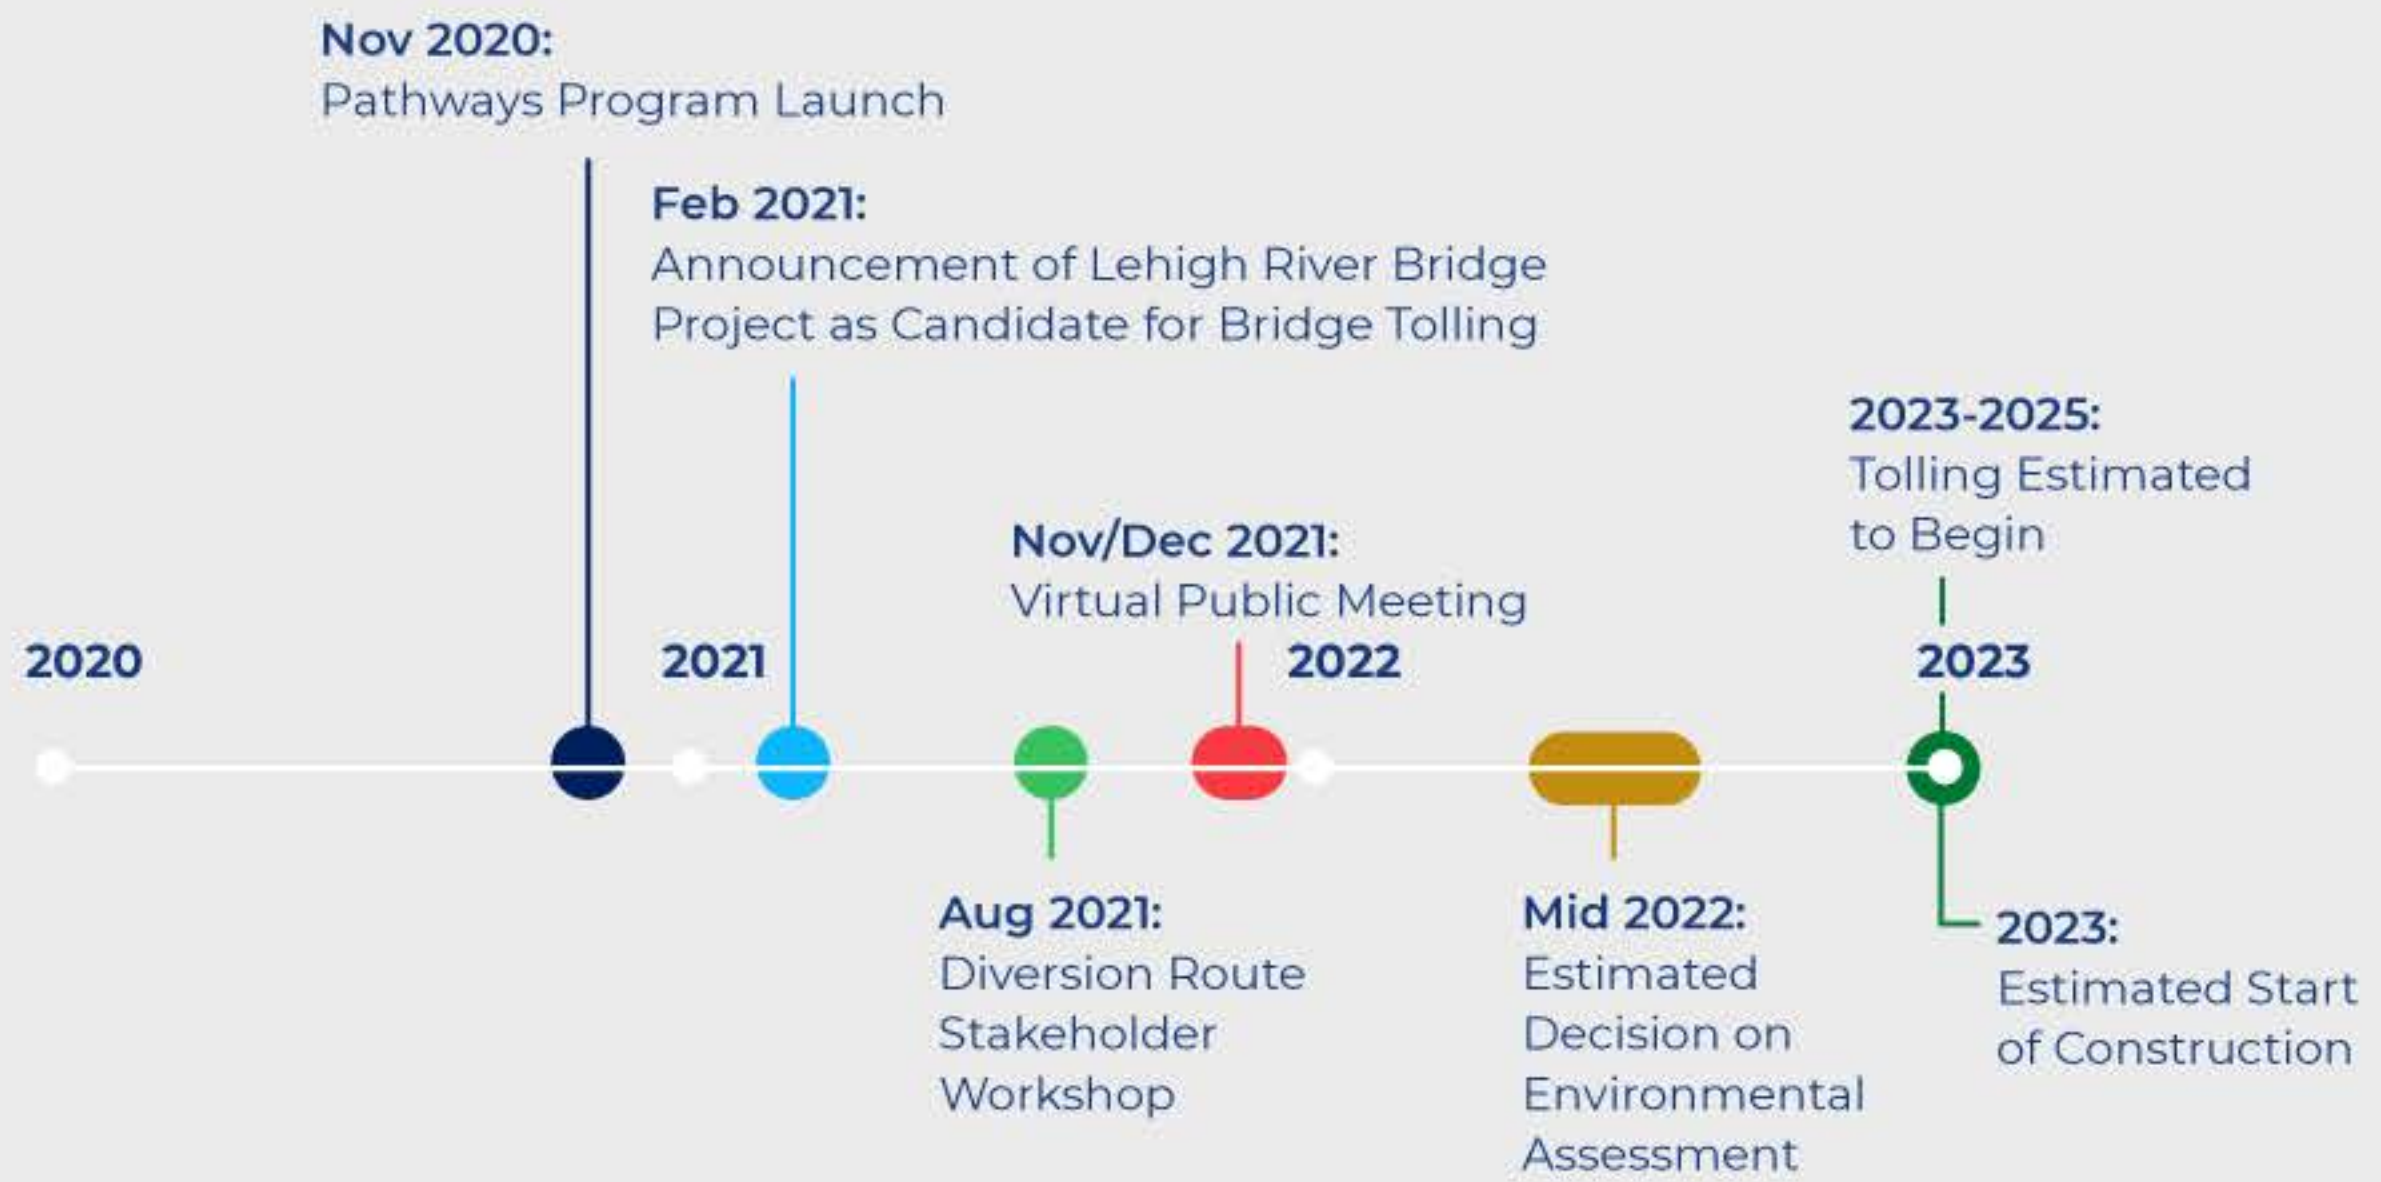 Nov 2020:
Pathways Program Launch
Feb 2021:
Announcement of Lehigh River Bridge
Project as Candidate for Bridge Tolling
2023-2025:
Tolling Estimated
to Begin
Nov/Dec 2021:
Virtual Public Meeting
2020
2021
2022
2023
Aug 2021:
Diversion Route
Stakeholder
Workshop
Mid 2022:
Estimated
Decision on
Environmental
Assessment
2023:
Estimated Start
of Construction